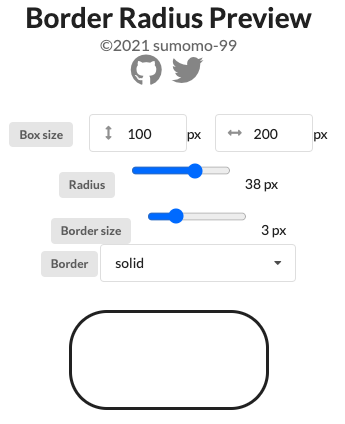 Border Radius Preview
©2021 sumomo-99
Box size 100 px 200 px
Radius 38 px
Border size 3 px
Border solid